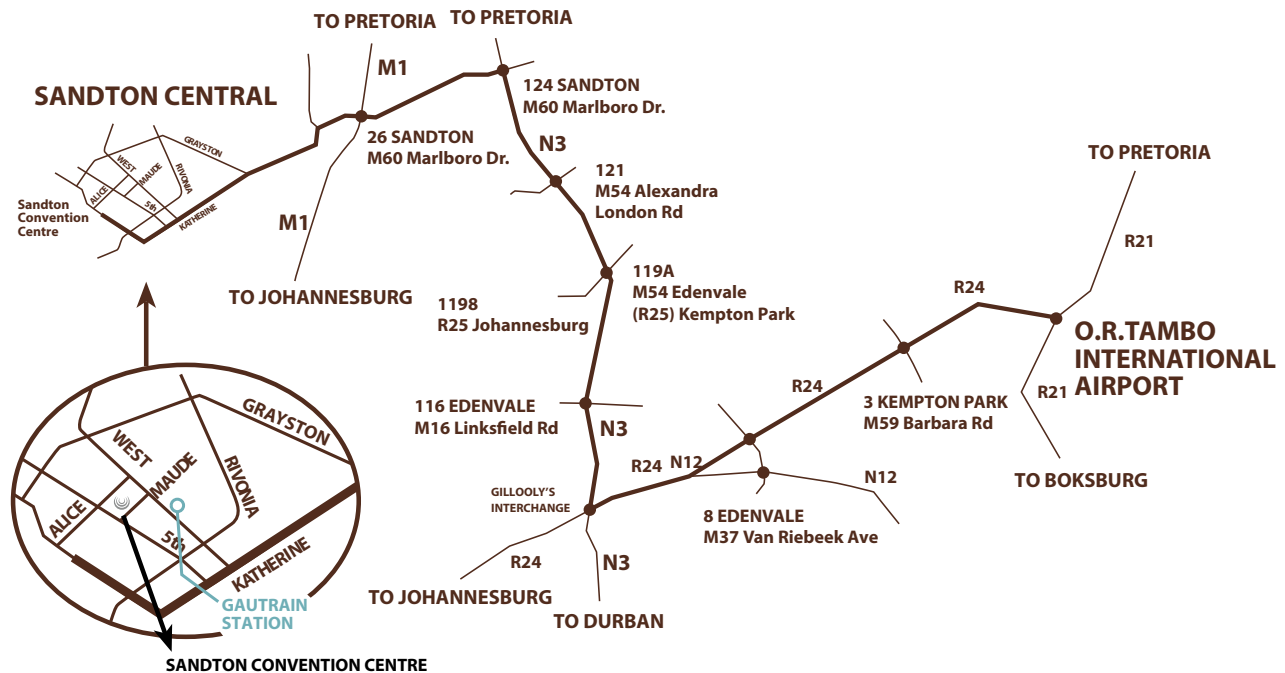 TO PRETORIA
TO PRETORIA
M1
SANDTON CENTRAL
124 SANDTON
M60 Marlboro Dr.
26 SANDTON
M60 Marlboro Dr.
N3
GRAYSTON
WEST
MAUDE
RIVONIA
ALICE
5th
KATHERINE
Sandton
Convention
Centre
121
M54 Alexandra
London Rd
M1
TO PRETORIA
R21
TO JOHANNESBURG
119A
M54 Edenvale
(R25) Kempton Park
1198
R25 Johannesburg
R24
O.R.TAMBO
INTERNATIONAL
AIRPORT
R24
R21
3 KEMPTON PARK
M59 Barbara Rd
116 EDENVALE
M16 Linksfield Rd
N3
R24
N12
N12
TO BOKSBURG
GILLOOLY'S
INTERCHANGE
8 EDENVALE
M37 Van Riebeek Ave
R24
N3
TO JOHANNESBURG
TO DURBAN
GRAYSTON
WEST
MAUDE
RIVONIA
ALICE
5th
KATHERINE
GAUTRAIN
STATION
SANDTON CONVENTION CENTRE